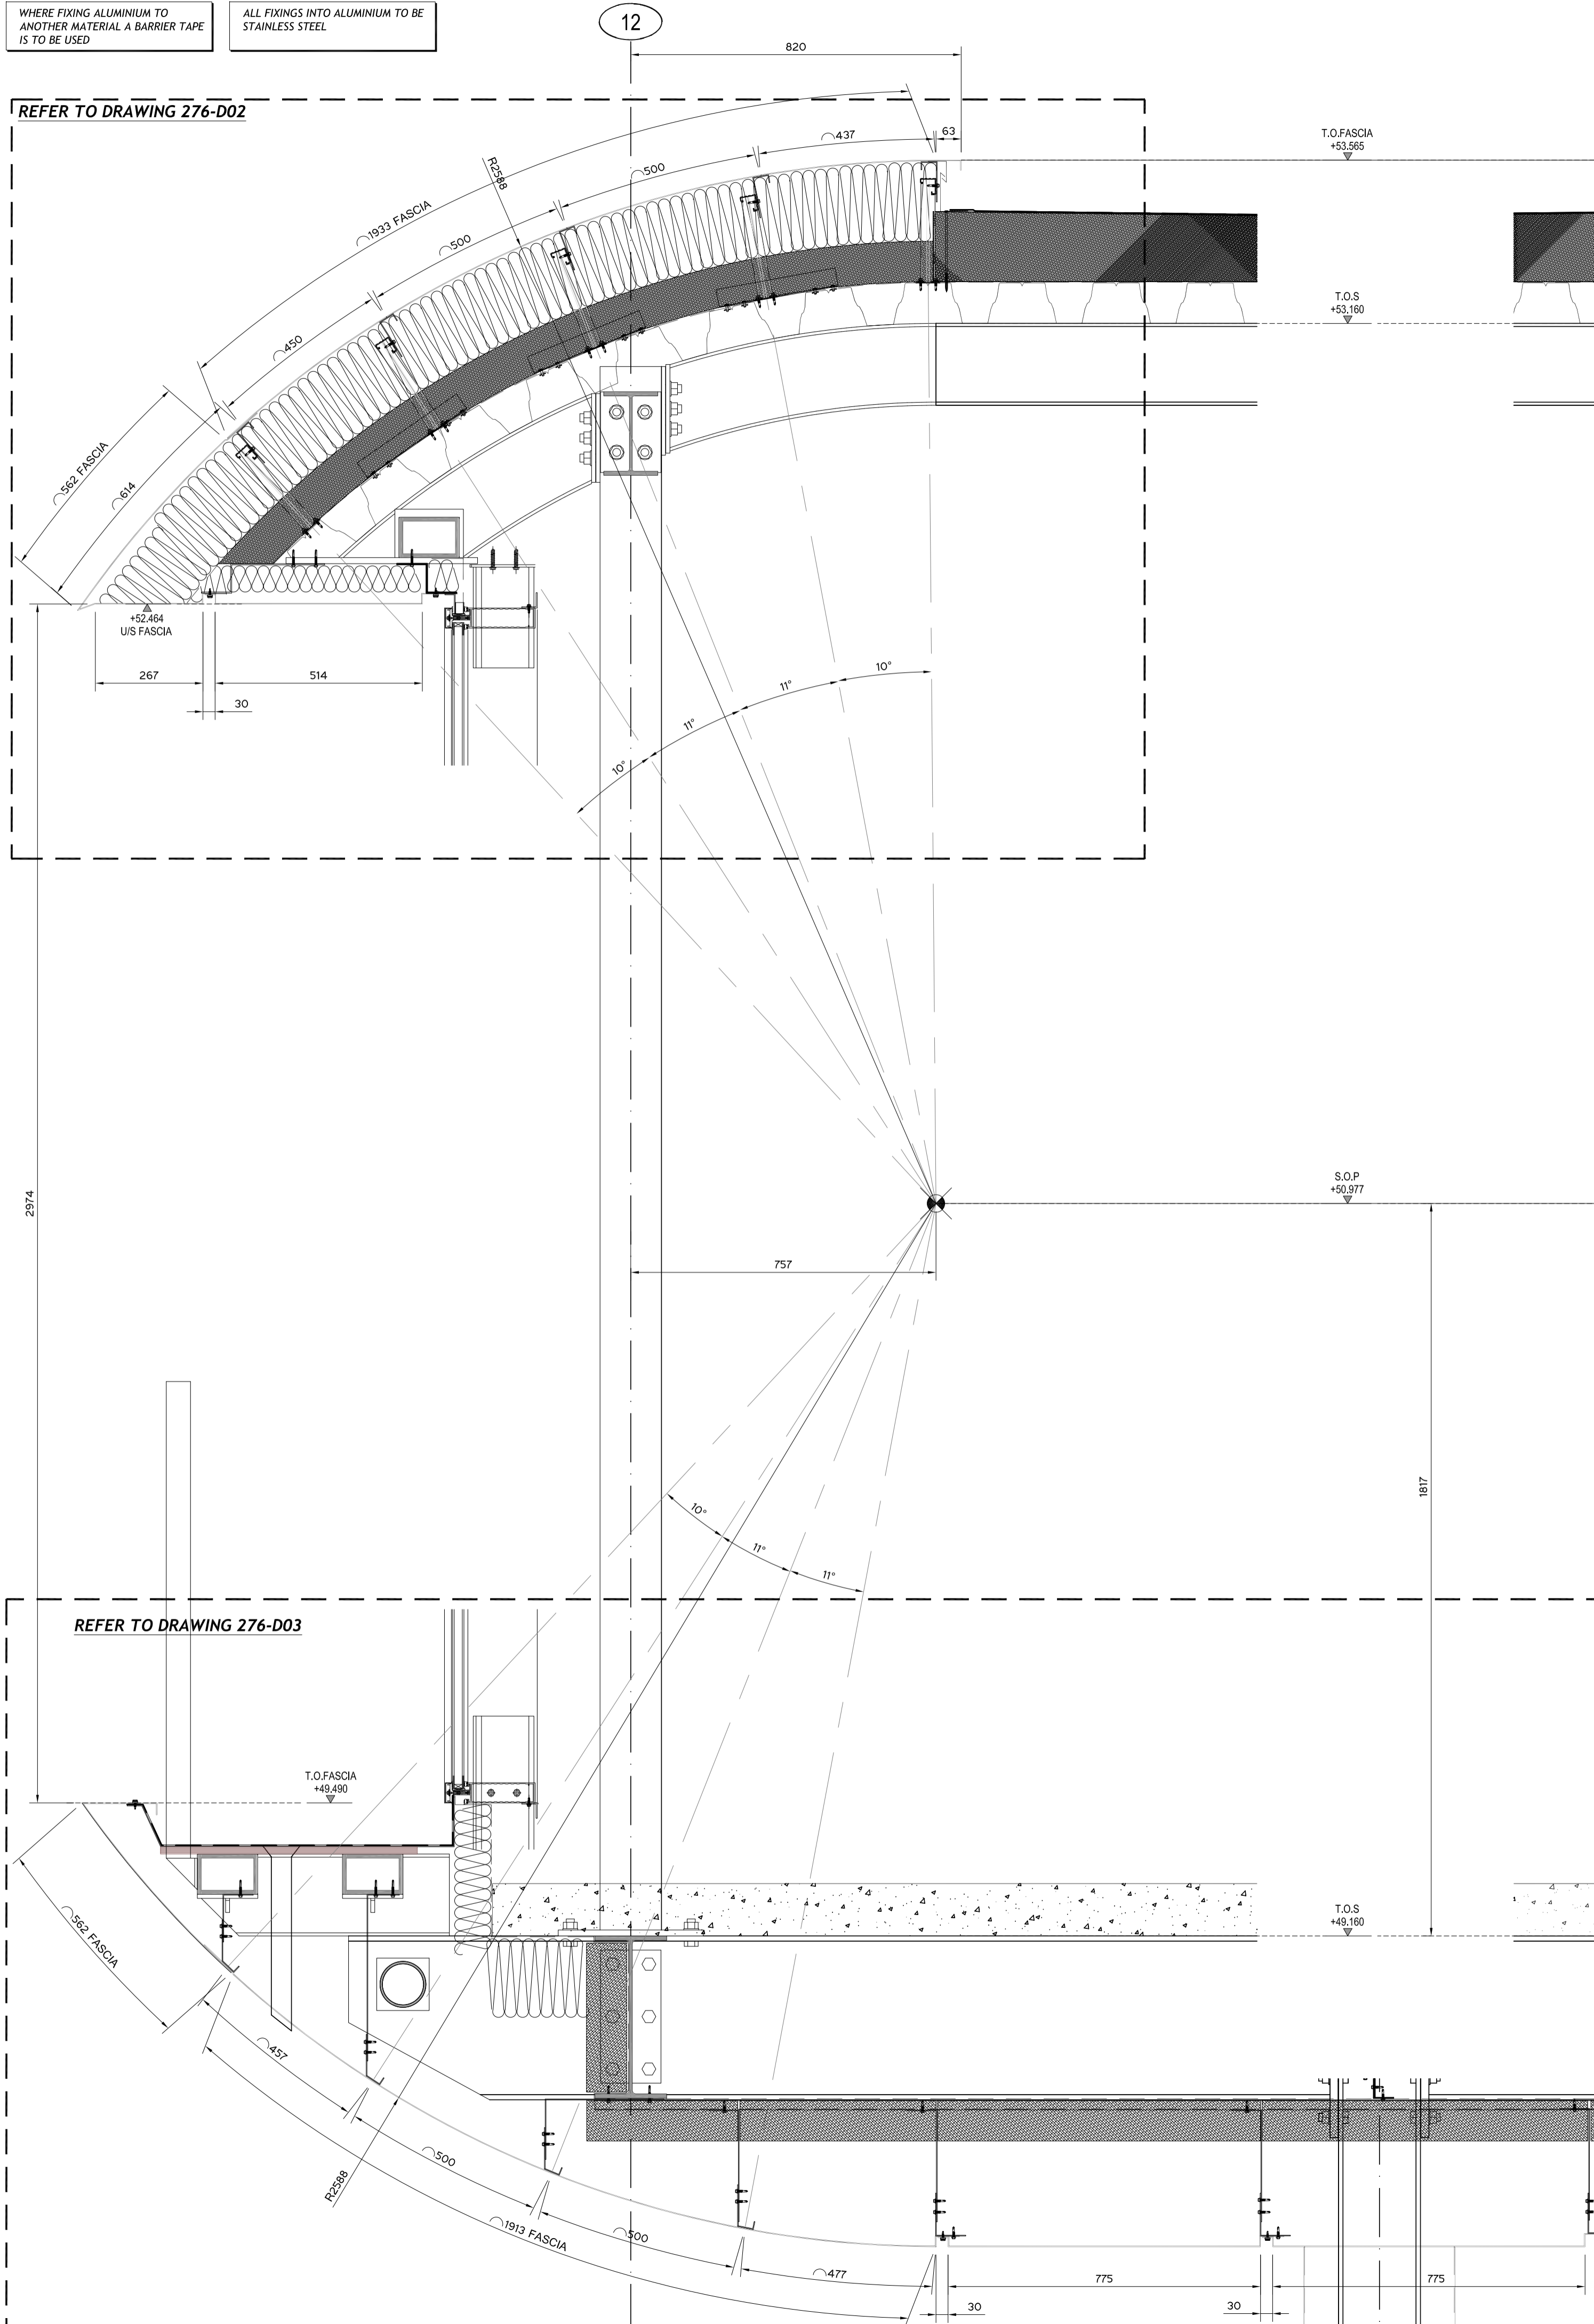 WHERE FIXING ALUMINIUM TO
ANOTHER MATERIAL A BARRIER TAPE
IS TO BE USED
ALL FIXINGS INTO ALUMINIUM TO BE
STAINLESS STEEL
12
820
REFER TO DRAWING 276-D02
63
437
T.O.FASCIA
+53.565
R2588
500
1933 FASCIA
500
T.O.S
+53.160
450
562 FASCIA
614
+52.464
U/S FASCIA
267
514
30
10°
11°
11°
10°
2974
S.O.P
+50.977
757
1817
10°
11°
11°
REFER TO DRAWING 276-D03
T.O.FASCIA
+49.490
T.O.S
+49.160
562 FASCIA
457
500
R2588
1913 FASCIA
500
477
775
775
30
30